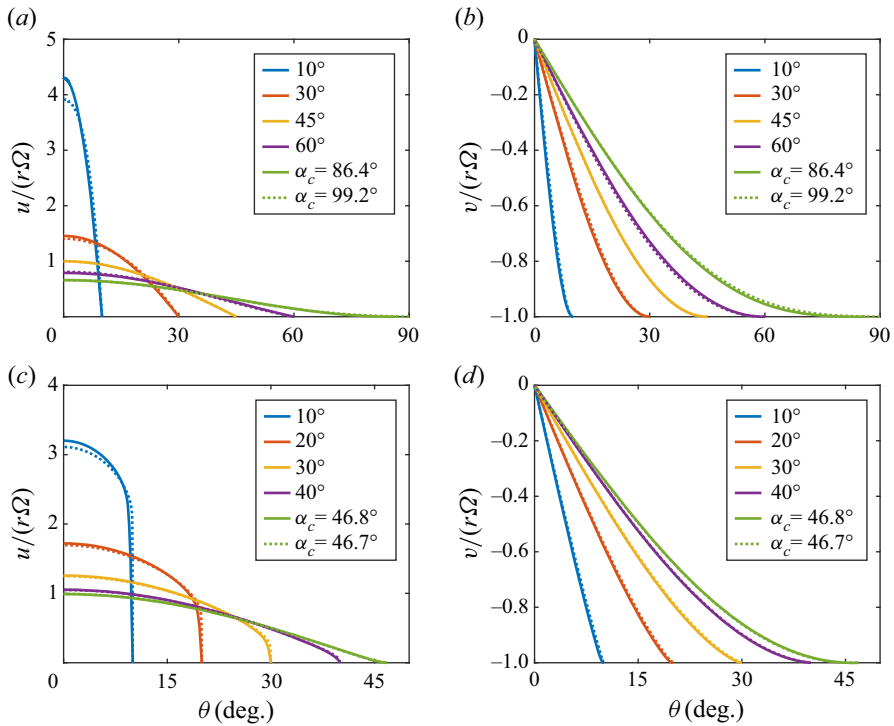 (a)
5
4
3
2
1
0
u/(rΩ)
10°
30°
45°
60°
α_c = 86.4°
α_c = 99.2°
0 30 60 90
(b)
0
−0.2
−0.4
−0.6
−0.8
−1.0
v/(rΩ)
10°
30°
45°
60°
α_c = 86.4°
α_c = 99.2°
0 30 60 90
(c)
4
3
2
1
0
u/(rΩ)
10°
20°
30°
40°
α_c = 46.8°
α_c = 46.7°
0 15 30 45
θ (deg.)
(d)
0
−0.2
−0.4
−0.6
−0.8
−1.0
v/(rΩ)
10°
20°
30°
40°
α_c = 46.8°
α_c = 46.7°
0 15 30 45
θ (deg.)